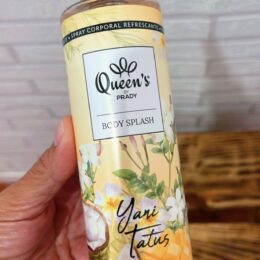 SPRAY CORPORAL REFRESCANTE
Queen's
BY
PRADY
BODY SPLASH
Yani
Tatus